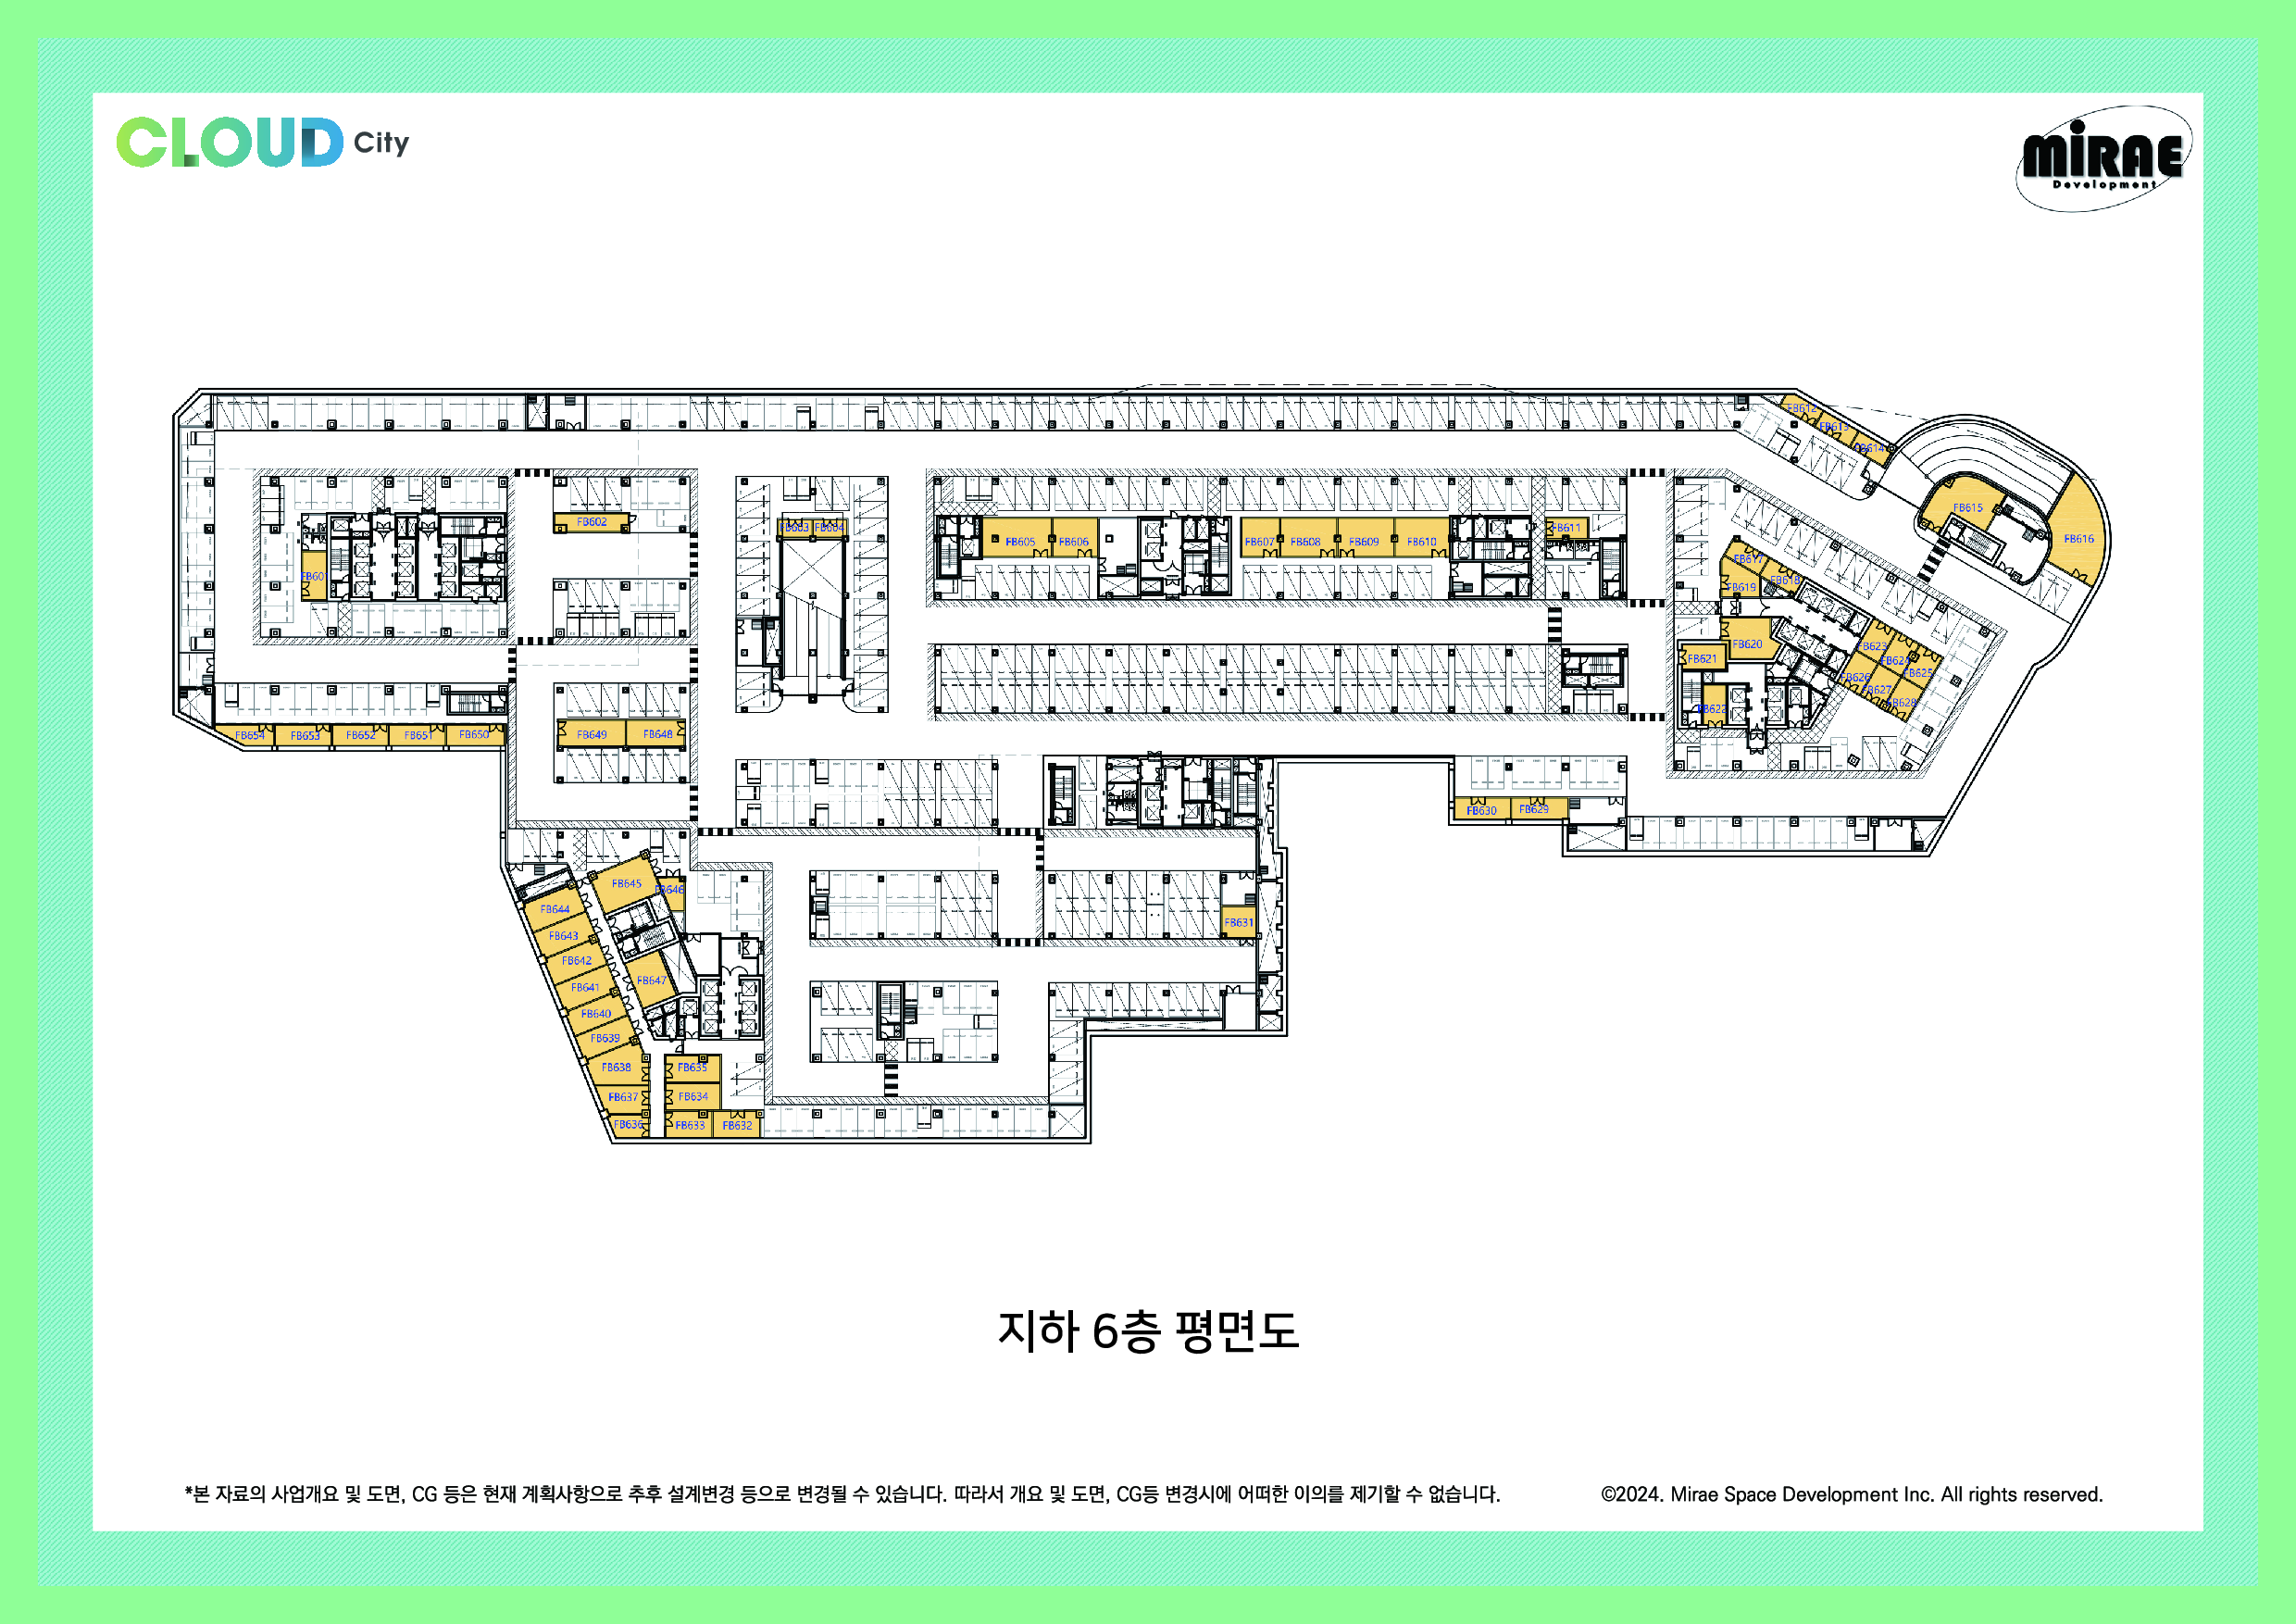 CLOUD City
MiRAE
Development
FB612
FB613
FB614
FB602
FB603 FB604
FB605 FB606
FB607 FB608 FB609 FB610
FB611
FB615
FB616
FB60
FB617
FB618
FB619
FB620
FB621
FB622
FB623
FB624
FB625
FB626
FB627
FB628
FB654 FB653 FB652 FB651 FB650
FB649 FB648
FB630 FB629
FB645
FB646
FB644
FB643
FB642
FB641
FB640
FB639
FB638
FB637
FB636
FB647
FB635
FB634
FB633 FB632
FB631
지하 6층 평면도
*본 자료의 사업개요 및 도면, CG 등은 현재 계획사항으로 추후 설계변경 등으로 변경될 수 있습니다. 따라서 개요 및 도면, CG등 변경시에 어떠한 이의를 제기할 수 없습니다.
©2024. Mirae Space Development Inc. All rights reserved.